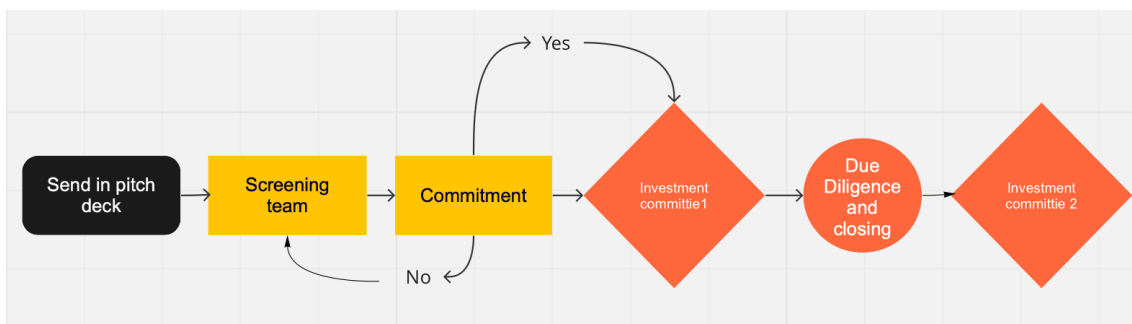 Yes
Send in pitch
deck
Screening
team
Commitment
Investment
committie1
Due
Diligence
and
closing
Investment
committie 2
No